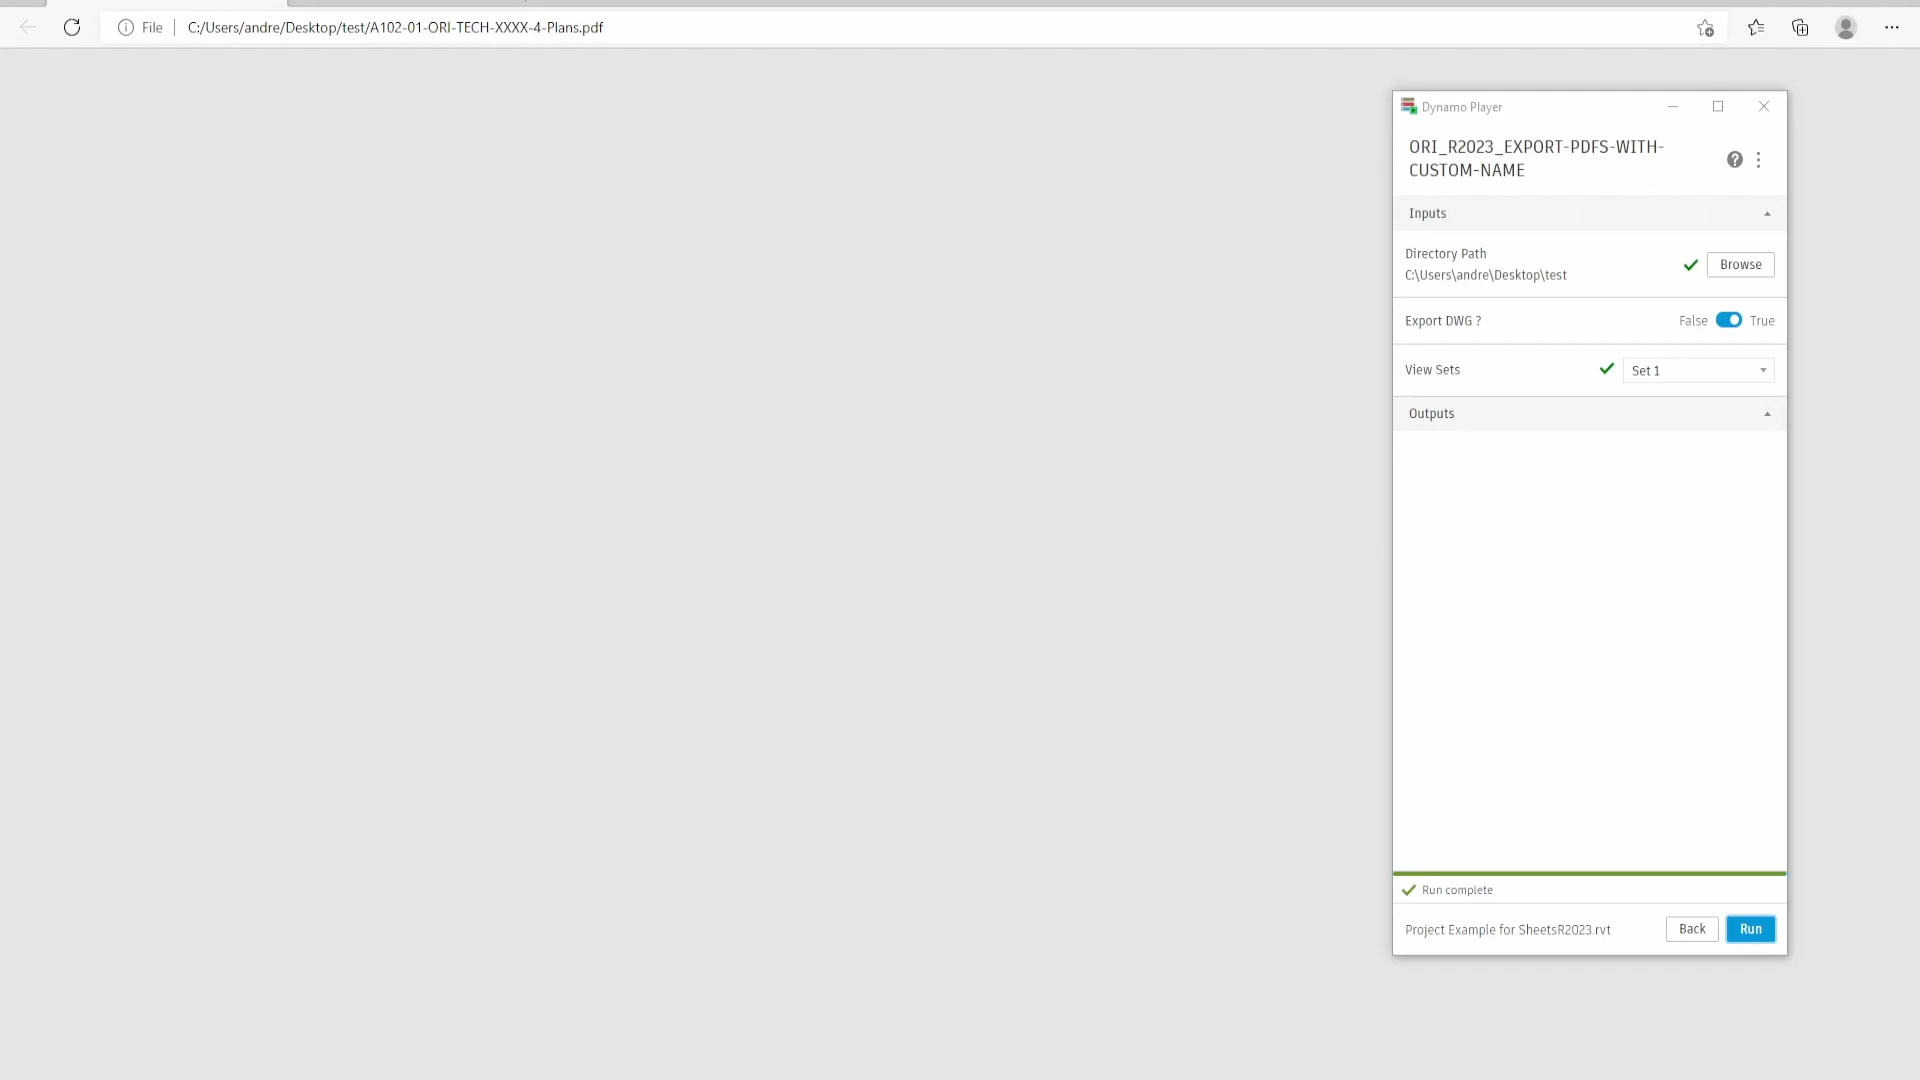 File
C:/Users/andre/Desktop/test/A102-01-ORI-TECH-XXXX-4-Plans.pdf
Dynamo Player
ORI_R2023_EXPORT-PDFS-WITH-
CUSTOM-NAME
Inputs
Directory Path
C:\Users\andre\Desktop\test
Browse
Export DWG ?
False
True
View Sets
Set 1
Outputs
Run complete
Project Example for SheetsR2023.rvt
Back
Run